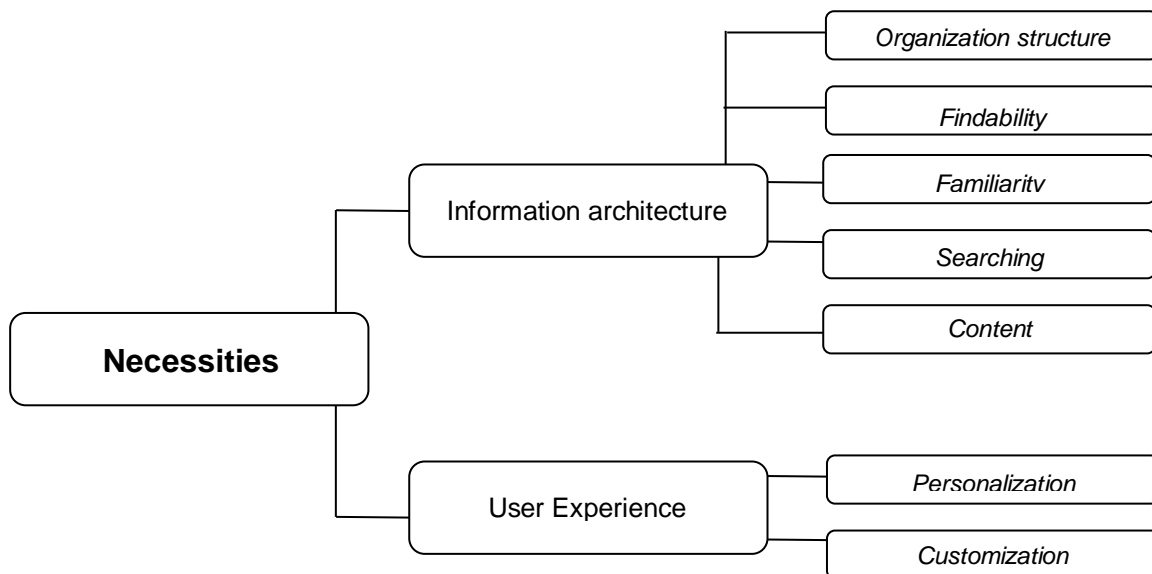 Organization structure
Findability
Familiarity
Information architecture
Searching
Content
Necessities
Personalization
User Experience
Customization